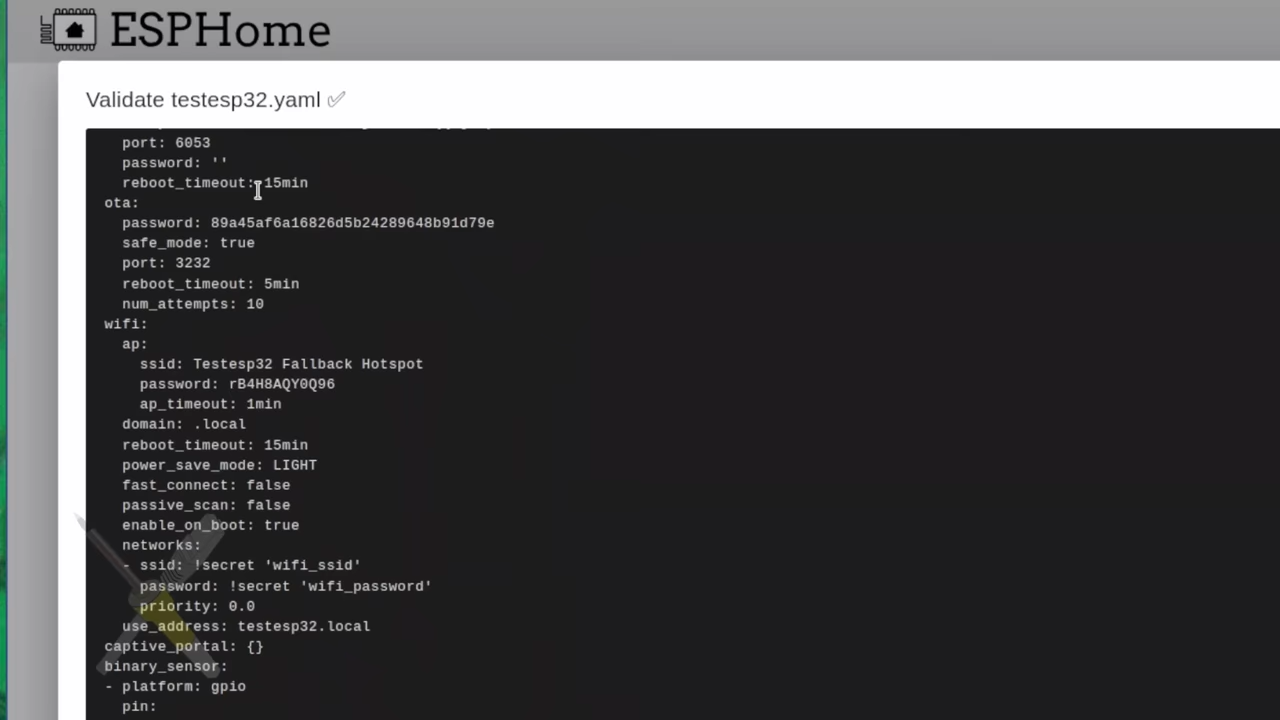 ESPHome
Validate testesp32.yaml ✅
port: 6053
password: ''
reboot_timeout: 15min
ota:
password: 89a45af6a16826d5b24289648b91d79e
safe_mode: true
port: 3232
reboot_timeout: 5min
num_attempts: 10
wifi:
ap:
ssid: Testesp32 Fallback Hotspot
password: rB4H8AQY0Q96
ap_timeout: 1min
domain: .local
reboot_timeout: 15min
power_save_mode: LIGHT
fast_connect: false
passive_scan: false
enable_on_boot: true
networks:
- ssid: !secret 'wifi_ssid'
password: !secret 'wifi_password'
priority: 0.0
use_address: testesp32.local
captive_portal: {}
binary_sensor:
- platform: gpio
pin: